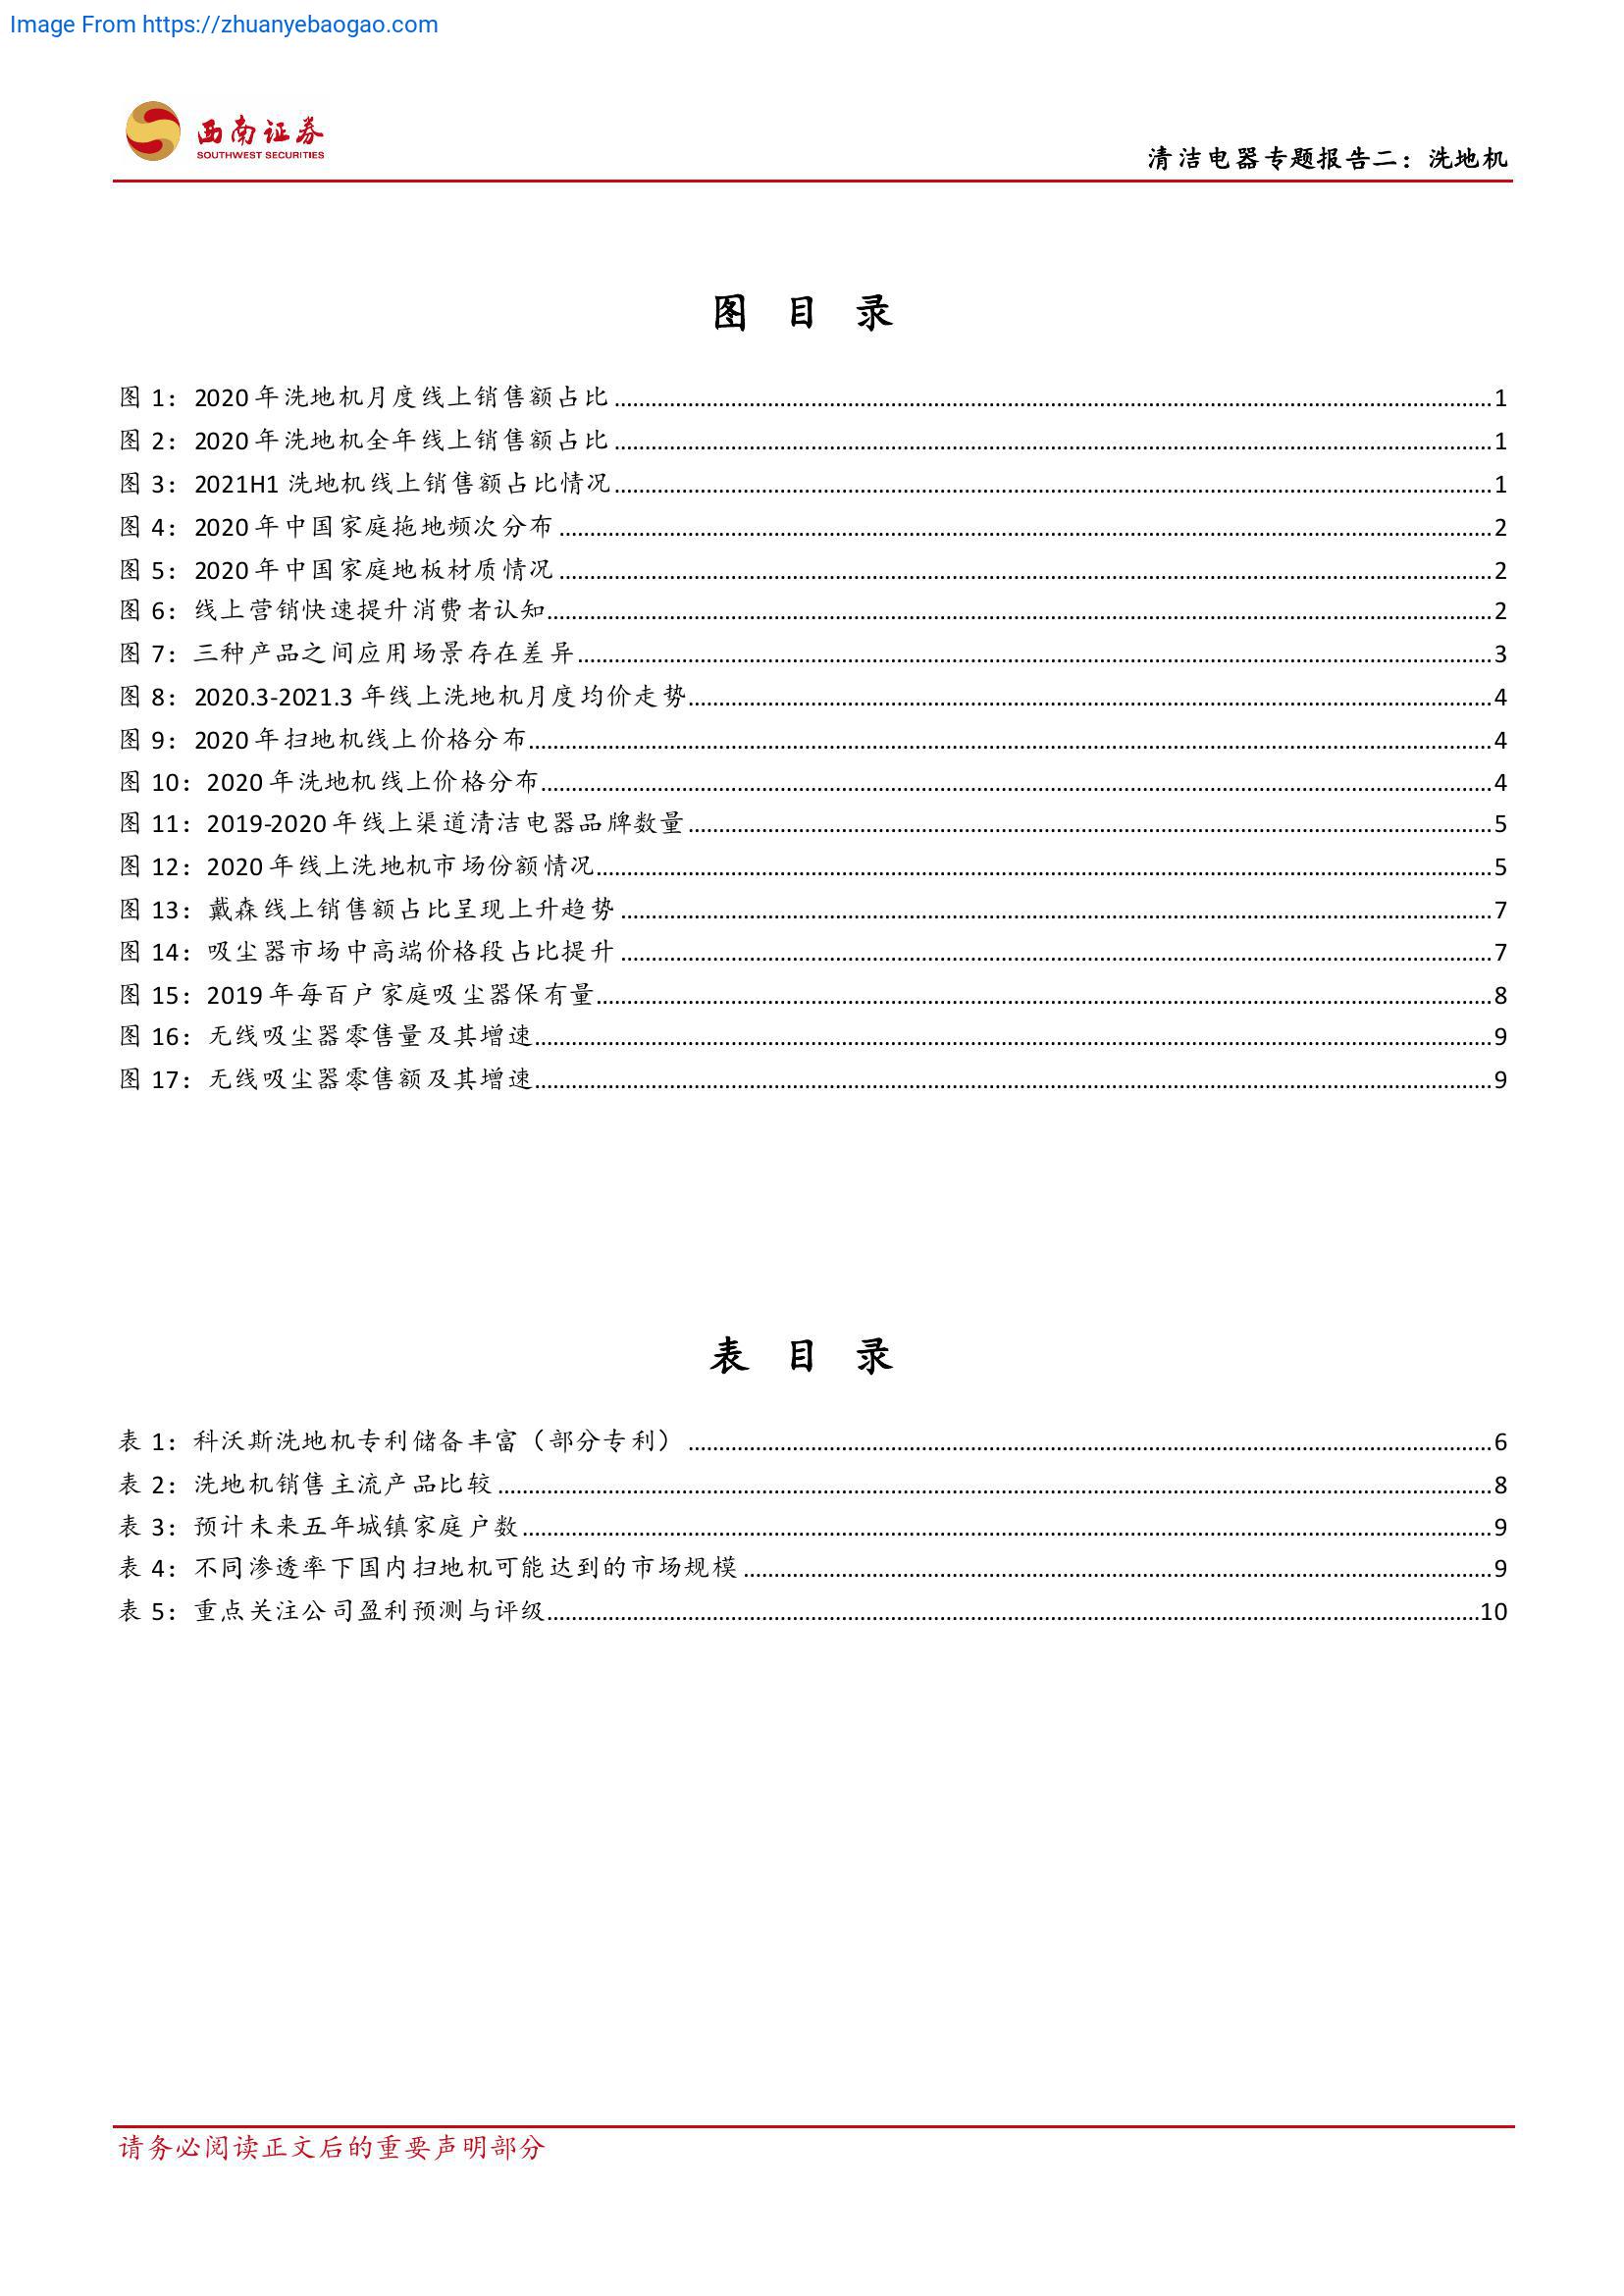 Image From https://zhuanyebaogao.com
西南证券
SOUTHWEST SECURITIES
清洁电器专题报告二：洗地机
图 目 录
图 1：2020 年洗地机月度线上销售额占比........1
图 2：2020 年洗地机全年线上销售额占比........1
图 3：2021H1 洗地机线上销售额占比情况........1
图 4：2020 年中国家庭拖地频次分布........2
图 5：2020 年中国家庭地板材质情况........2
图 6：线上营销快速提升消费者认知........2
图 7：三种产品之间应用场景存在差异........3
图 8：2020.3-2021.3 年线上洗地机月度均价走势........4
图 9：2020 年扫地机线上价格分布........4
图 10：2020 年洗地机线上价格分布........4
图 11：2019-2020 年线上渠道清洁电器品牌数量........5
图 12：2020 年线上洗地机市场份额情况........5
图 13：戴森线上销售额占比呈现上升趋势........7
图 14：吸尘器市场中高端价格段占比提升........7
图 15：2019 年每百户家庭吸尘器保有量........8
图 16：无线吸尘器零售量及其增速........9
图 17：无线吸尘器零售额及其增速........9
表 目 录
表 1：科沃斯洗地机专利储备丰富（部分专利）........6
表 2：洗地机销售主流产品比较........8
表 3：预计未来五年城镇家庭户数........9
表 4：不同渗透率下国内扫地机可能达到的市场规模........9
表 5：重点关注公司盈利预测与评级........10
请务必阅读正文后的重要声明部分